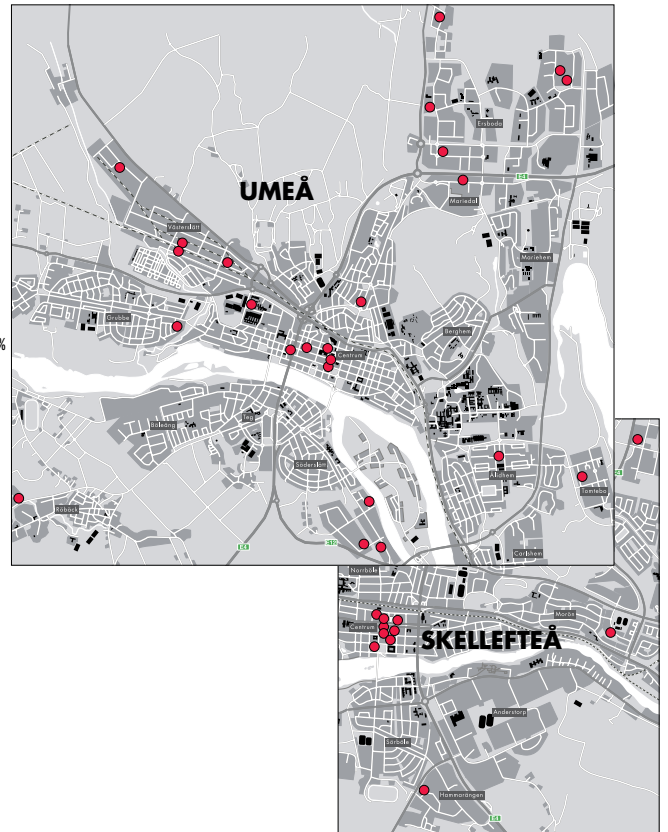 Ersboda
E4
UMEÅ
Mariedal
Västerslätt
Mariehem
Grubbe
Berghem
%
Centrum
Böleäng
Teg
Söderslätt
Ålidhem
E4
Tomtebo
Röbäck
E4
E12
Carlshem
Norrböle
Morön
Centrum
SKELLEFTEÅ
Anderstorp
Sörböle
Hammarängen
E4